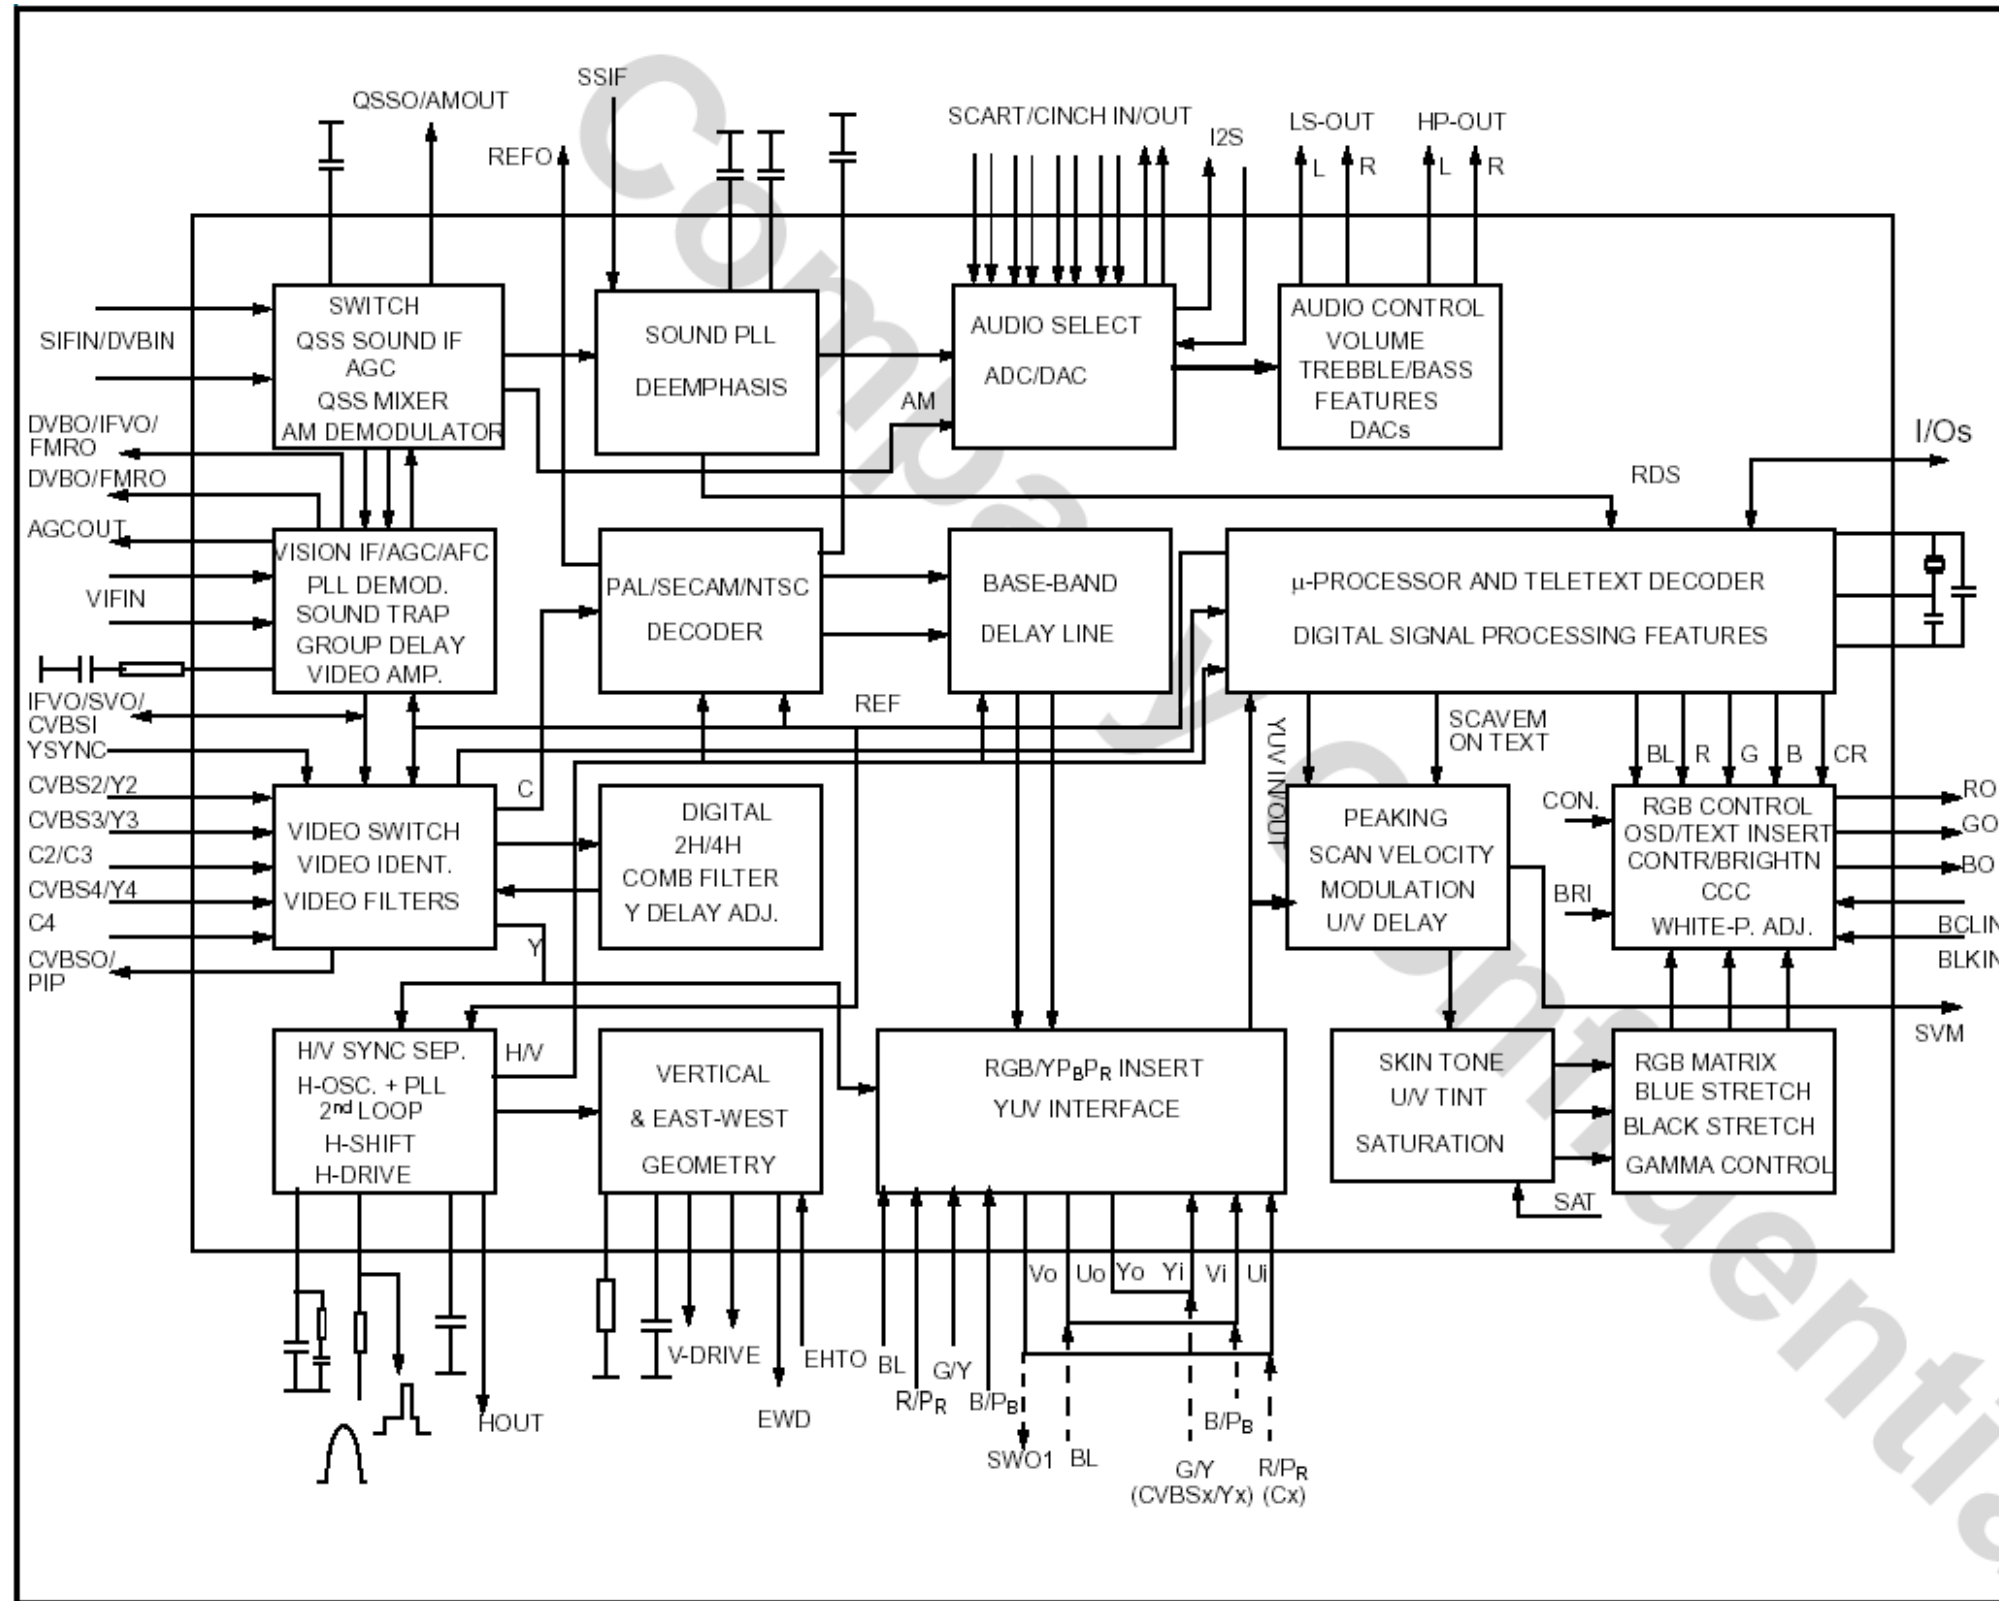 SSIF
QSSO/AMOUT
SCART/CINCH IN/OUT
LS-OUT
HP-OUT
I2S
REFO
L
R
L
R
SWITCH
QSS SOUND IF
AGC
QSS MIXER
AM DEMODULATOR
SOUND PLL
DEEMPHASIS
AUDIO SELECT
ADC/DAC
AM
AUDIO CONTROL
VOLUME
TREBBLE/BASS
FEATURES
DACs
SIFIN/DVBIN
DVBO/IFVO/
FMRO
DVBO/FMRO
AGCOUT
VIFIN
I/Os
RDS
VISION IF/AGC/AFC
PLL DEMOD.
SOUND TRAP
GROUP DELAY
VIDEO AMP.
PAL/SECAM/NTSC
DECODER
BASE-BAND
DELAY LINE
μ-PROCESSOR AND TELETEXT DECODER
DIGITAL SIGNAL PROCESSING FEATURES
IFVO/SVO/
CVBSI
YSYNC
CVBS2/Y2
CVBS3/Y3
C2/C3
CVBS4/Y4
C4
CVBSO/
PIP
REF
YUV IN/OUT
SCAVEM
ON TEXT
BL
R
G
B
CR
C
VIDEO SWITCH
VIDEO IDENT.
VIDEO FILTERS
DIGITAL
2H/4H
COMB FILTER
Y DELAY ADJ.
Y
PEAKING
SCAN VELOCITY
MODULATION
U/V DELAY
CON.
BRI
RGB CONTROL
OSD/TEXT INSERT
CONTR/BRIGHTN
CCC
WHITE-P. ADJ.
RO
GO
BO
BCLIN
BLKIN
SVM
H/V SYNC SEP.
H-OSC. + PLL
2nd LOOP
H-SHIFT
H-DRIVE
H/V
VERTICAL
& EAST-WEST
GEOMETRY
RGB/YPBPR INSERT
YUV INTERFACE
SKIN TONE
U/V TINT
SATURATION
RGB MATRIX
BLUE STRETCH
BLACK STRETCH
GAMMA CONTROL
SAT
Vo
Uo
Yo
Yi
Vi
Ui
V-DRIVE
EHTO
BL
G/Y
R/PR
B/PB
HOUT
EWD
SWO1
BL
B/PB
G/Y
(CVBSx/Yx)
R/PR
(Cx)
Company Confidentia